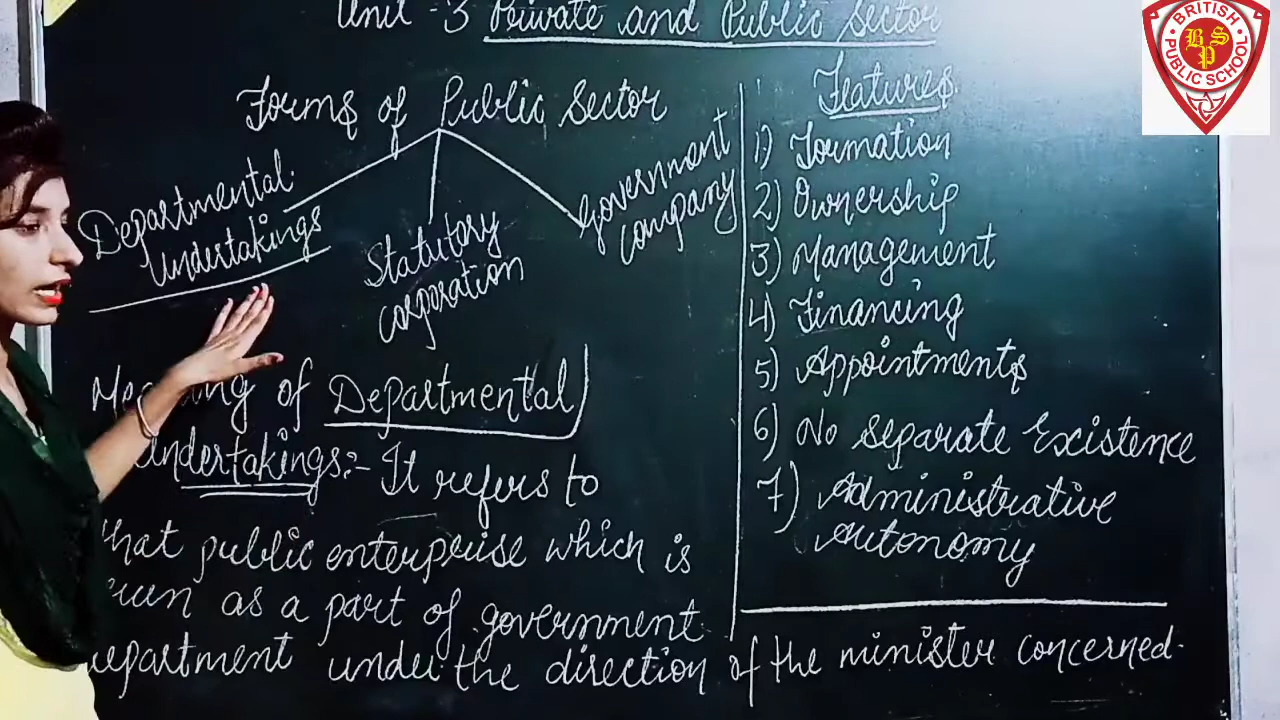 Unit - 3 Private and Public Sector
Forms of Public Sector
Departmental
Undertakings
Statutory
corporation
Government
company
Meaning of Departmental
Undertakings:- It refers to
that public enterprise which is
run as a part of government
department under the direction of the minister concerned.
Features
1) Formation
2) Ownership
3) Management
4) Financing
5) Appointments
6) No Separate Existence
7) Administrative
Autonomy
BRITISH
BPS
PUBLIC SCHOOL